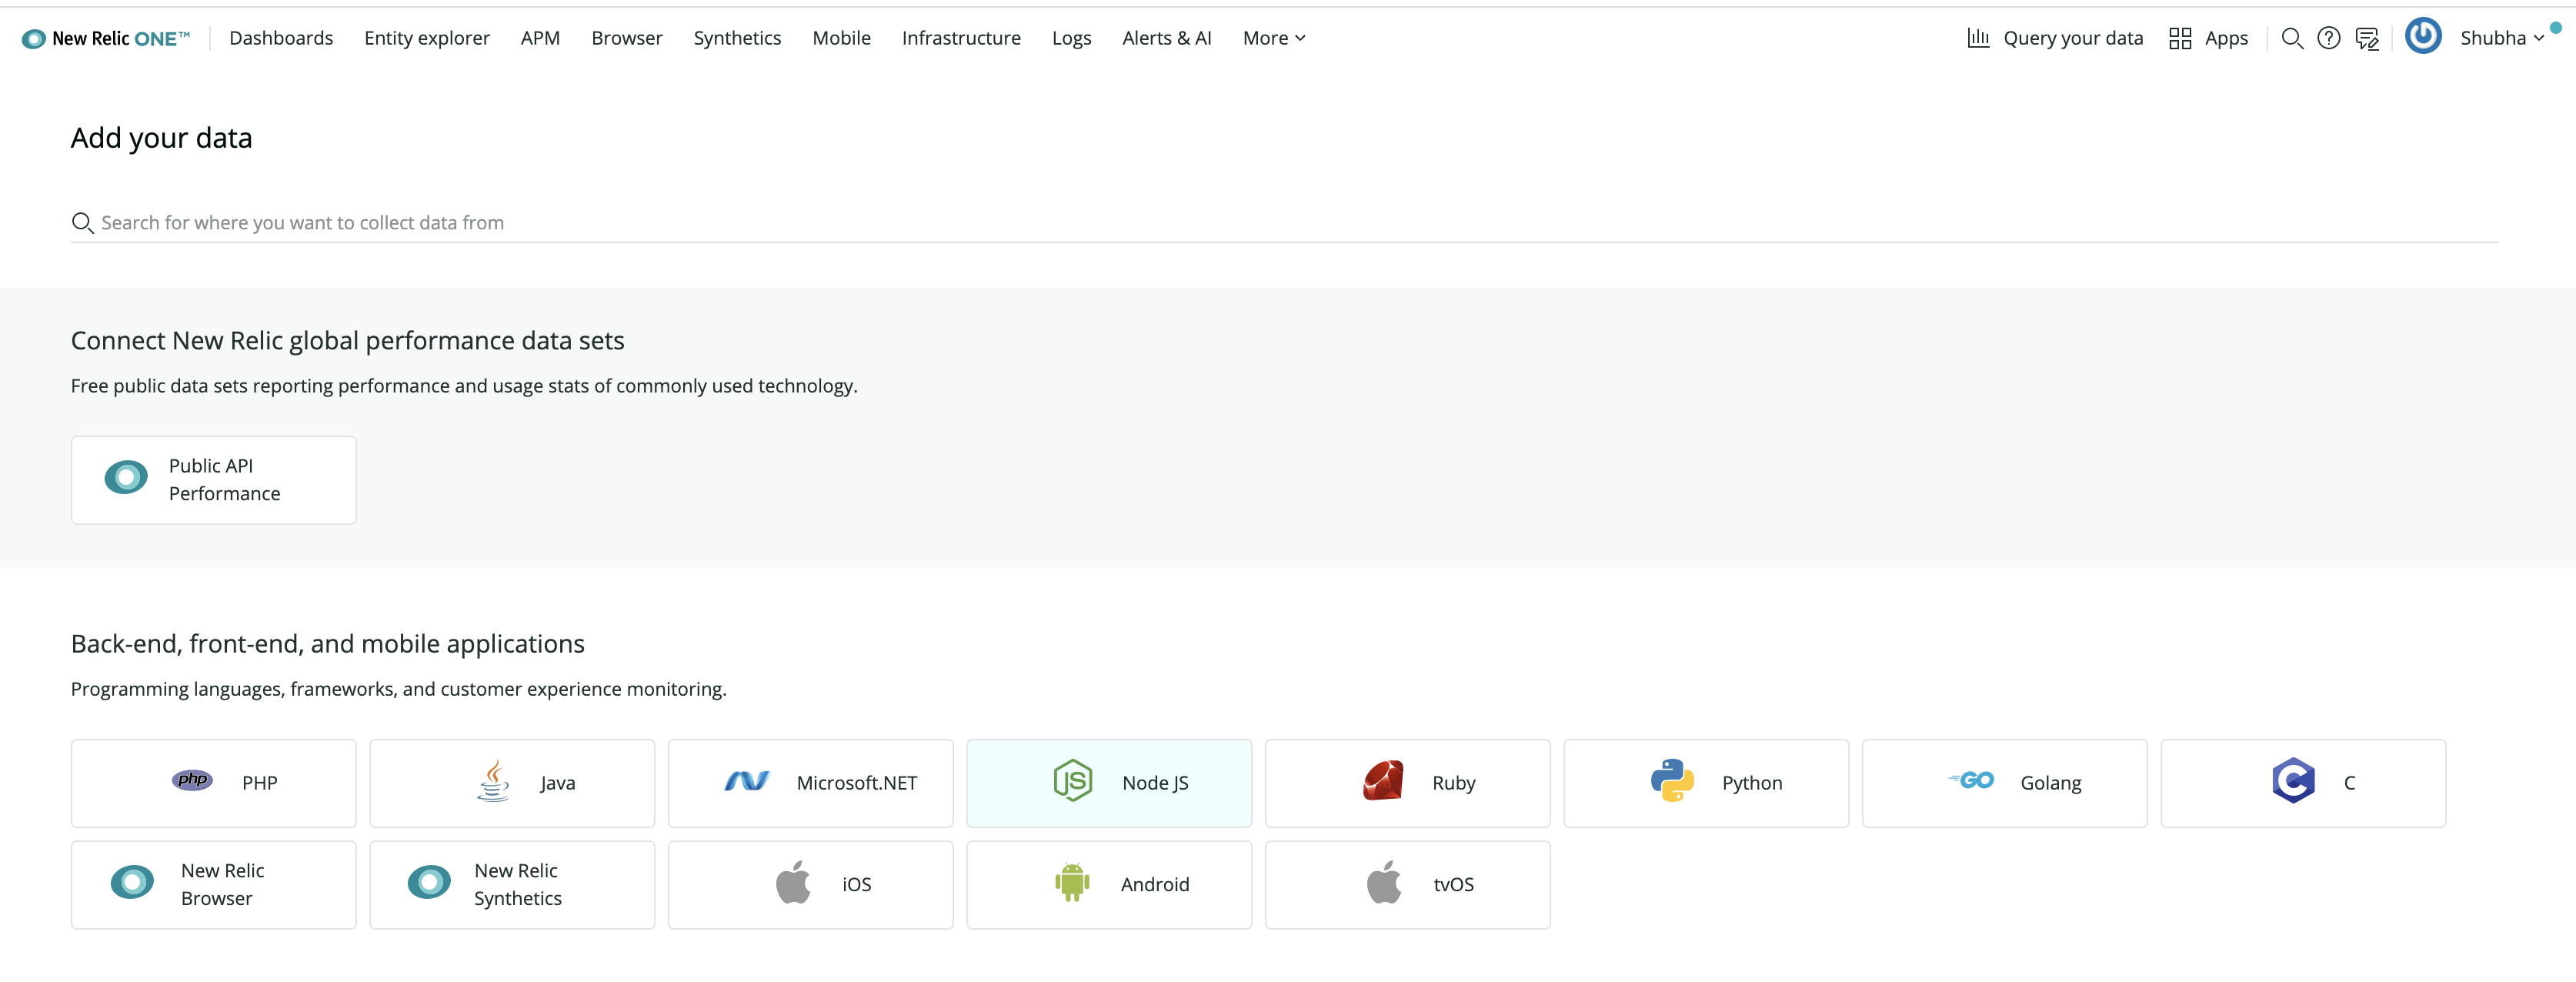 New Relic ONE™
Dashboards
Entity explorer
APM
Browser
Synthetics
Mobile
Infrastructure
Logs
Alerts & AI
More
Query your data
Apps
Shubha
Add your data
Search for where you want to collect data from
Connect New Relic global performance data sets
Free public data sets reporting performance and usage stats of commonly used technology.
Public API
Performance
Back-end, front-end, and mobile applications
Programming languages, frameworks, and customer experience monitoring.
php
PHP
Java
Microsoft.NET
JS
Node JS
Ruby
Python
GO
Golang
C
C
New Relic
Browser
New Relic
Synthetics
iOS
Android
tvOS